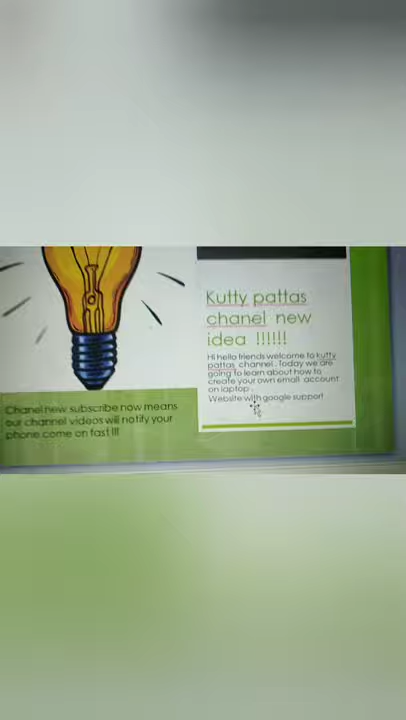 Kutty pattas
chanel new
idea !!!!!!
Hi hello friends welcome to kutty
pattas channel . Today we are
going to learn about how to
create your own email account
on laptop .
Website with google support
Chanel new subscribe now means
our channel videos will notify your
phone come on fast !!!